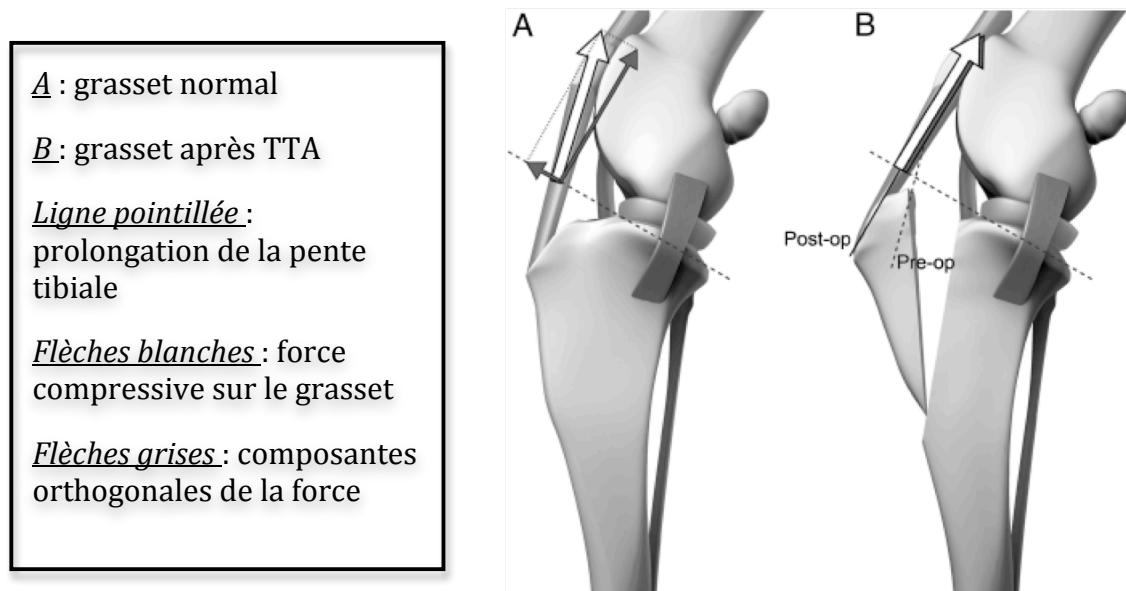 A : grasset normal
B : grasset après TTA
Ligne pointillée :
prolongation de la pente
tibiale
Flèches blanches : force
compressive sur le grasset
Flèches grises : composantes
orthogonales de la force
A
B
Post-op
Pre-op